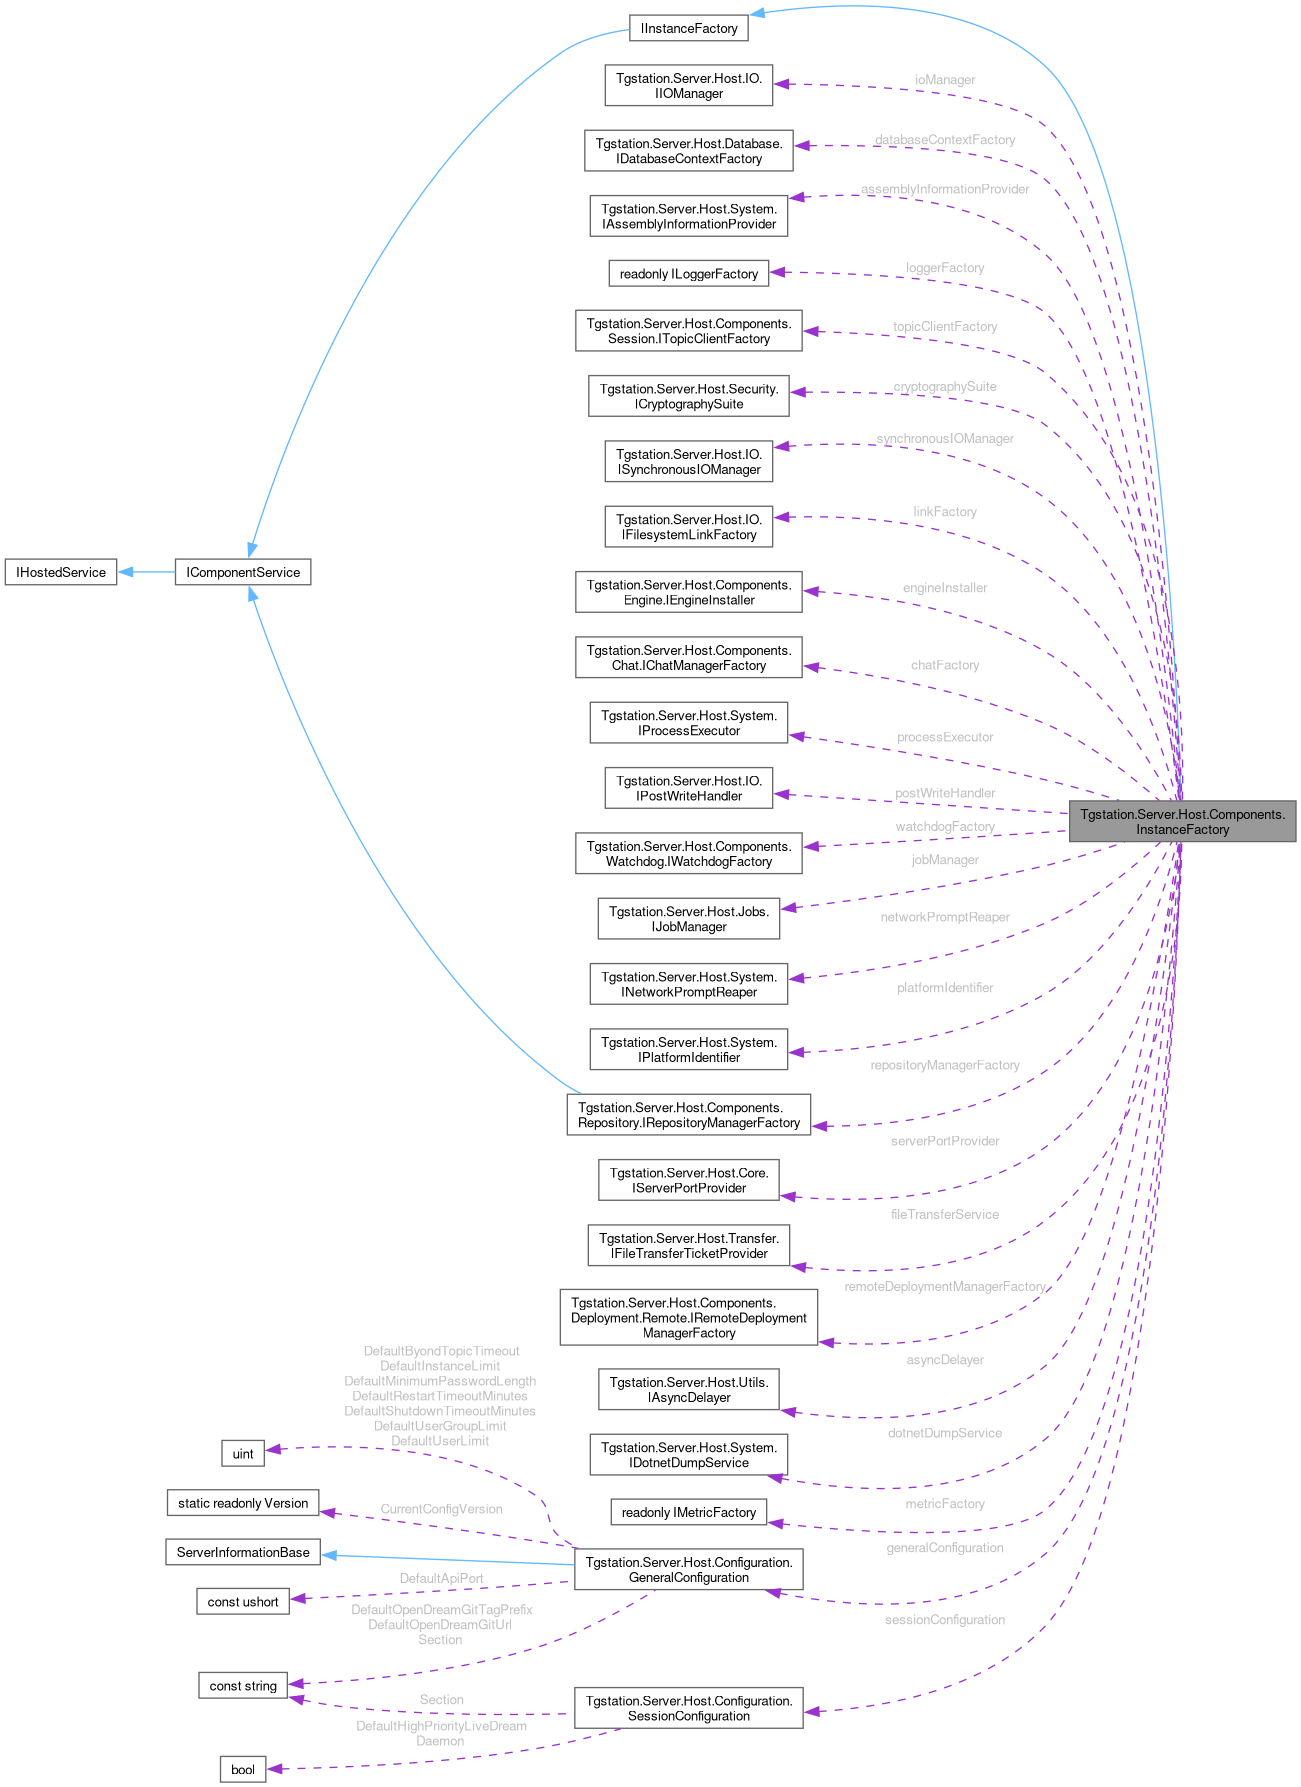 IInstanceFactory
Tgstation.Server.Host.IO.
IIOManager
ioManager
Tgstation.Server.Host.Database.
IDatabaseContextFactory
databaseContextFactory
Tgstation.Server.Host.System.
IAssemblyInformationProvider
assemblyInformationProvider
readonly ILoggerFactory
loggerFactory
Tgstation.Server.Host.Components.
Session.ITopicClientFactory
topicClientFactory
Tgstation.Server.Host.Security.
ICryptographySuite
cryptographySuite
Tgstation.Server.Host.IO.
ISynchronousIOManager
synchronousIOManager
Tgstation.Server.Host.IO.
IFilesystemLinkFactory
linkFactory
IHostedService
IComponentService
Tgstation.Server.Host.Components.
Engine.IEngineInstaller
engineInstaller
Tgstation.Server.Host.Components.
Chat.IChatManagerFactory
chatFactory
Tgstation.Server.Host.System.
IProcessExecutor
processExecutor
Tgstation.Server.Host.IO.
IPostWriteHandler
postWriteHandler
Tgstation.Server.Host.Components.
InstanceFactory
Tgstation.Server.Host.Components.
Watchdog.IWatchdogFactory
watchdogFactory
Tgstation.Server.Host.Jobs.
IJobManager
jobManager
Tgstation.Server.Host.System.
INetworkPromptReaper
networkPromptReaper
Tgstation.Server.Host.System.
IPlatformIdentifier
platformIdentifier
Tgstation.Server.Host.Components.
Repository.IRepositoryManagerFactory
repositoryManagerFactory
Tgstation.Server.Host.Core.
IServerPortProvider
serverPortProvider
Tgstation.Server.Host.Transfer.
IFileTransferTicketProvider
fileTransferService
Tgstation.Server.Host.Components.
Deployment.Remote.IRemoteDeployment
ManagerFactory
remoteDeploymentManagerFactory
Tgstation.Server.Host.Utils.
IAsyncDelayer
asyncDelayer
Tgstation.Server.Host.System.
IDotnetDumpService
dotnetDumpService
readonly IMetricFactory
metricFactory
DefaultByondTopicTimeout
DefaultInstanceLimit
DefaultMinimumPasswordLength
DefaultRestartTimeoutMinutes
DefaultShutdownTimeoutMinutes
DefaultUserGroupLimit
DefaultUserLimit
uint
static readonly Version
CurrentConfigVersion
ServerInformationBase
Tgstation.Server.Host.Configuration.
GeneralConfiguration
generalConfiguration
const ushort
DefaultApiPort
DefaultOpenDreamGitTagPrefix
DefaultOpenDreamGitUrl
Section
const string
Section
Tgstation.Server.Host.Configuration.
SessionConfiguration
sessionConfiguration
DefaultHighPriorityLiveDream
Daemon
bool